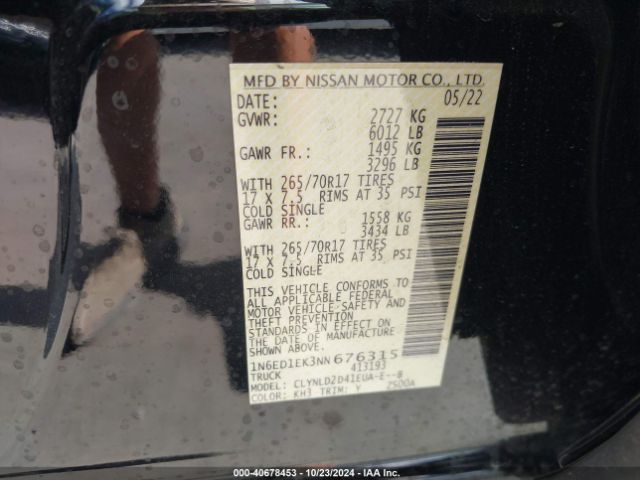 MFD BY NISSAN MOTOR CO., LTD.
DATE: 05/22
GVWR: 2727 KG
6012 LB
GAWR FR.: 1495 KG
3296 LB
WITH 265/70R17 TIRES
17 X 7.5 RIMS AT 35 PSI
COLD SINGLE
GAWR RR.: 1558 KG
3434 LB
WITH 265/70R17 TIRES
17 X 7.5 RIMS AT 35 PSI
COLD SINGLE
THIS VEHICLE CONFORMS TO
ALL APPLICABLE FEDERAL
MOTOR VEHICLE SAFETY AND
THEFT PREVENTION
STANDARDS IN EFFECT ON
THE DATE OF MANUFACTURE
SHOWN ABOVE.
1N6ED1EK3NN676315
TRUCK 413193
MODEL: CLYNLD2D41EUA-E--B
COLOR: KH3 TRIM: Y 2500A
000-40678453 - 10/23/2024 - IAA Inc.